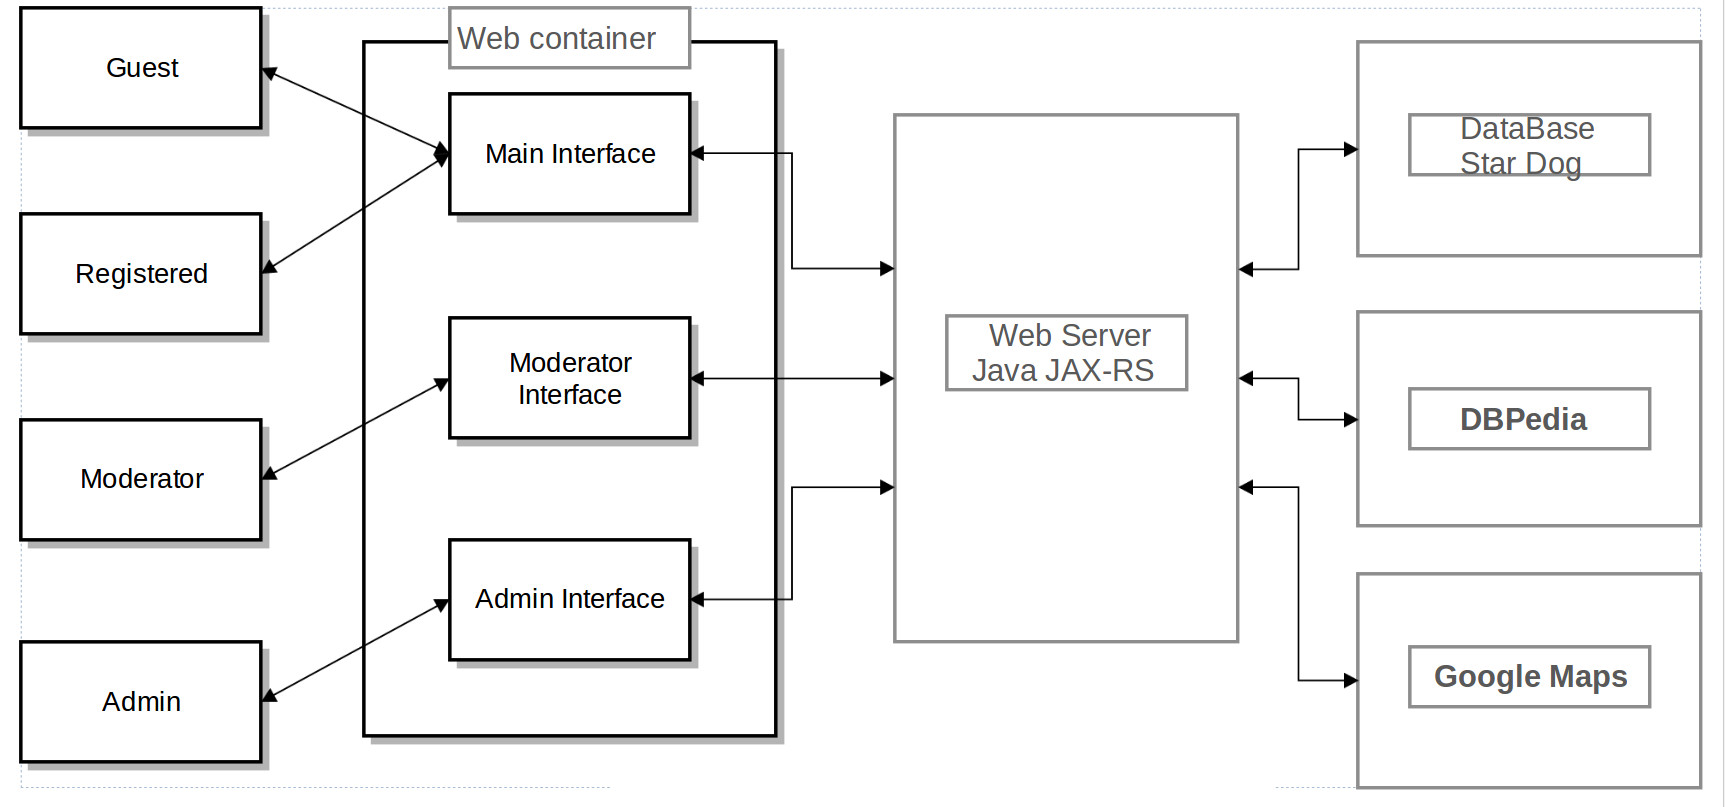 Guest
Registered
Moderator
Admin
Web container
Main Interface
Moderator
Interface
Admin Interface
Web Server
Java JAX-RS
DataBase
Star Dog
DBPedia
Google Maps